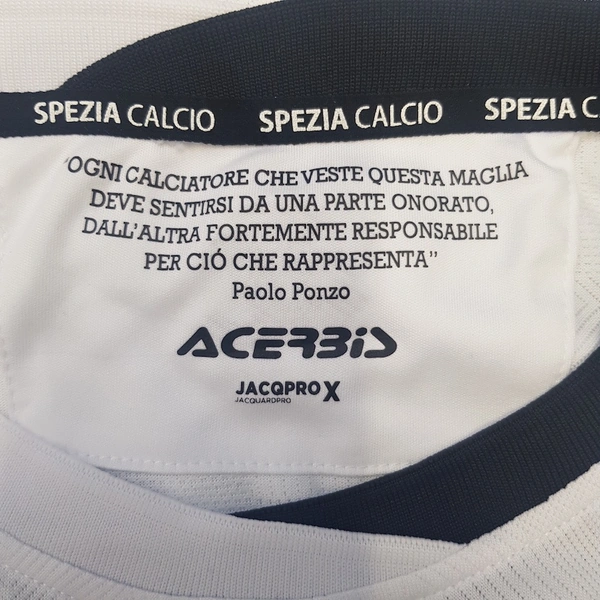 SPEZIA CALCIO SPEZIA CALCIO SPEZIA C
"OGNI CALCIATORE CHE VESTE QUESTA MAGLIA
DEVE SENTIRSI DA UNA PARTE ONORATO,
DALL'ALTRA FORTEMENTE RESPONSABILE
PER CIÓ CHE RAPPRESENTA"
Paolo Ponzo
ACERBIS
JACQPRO X
JACQUARDPRO